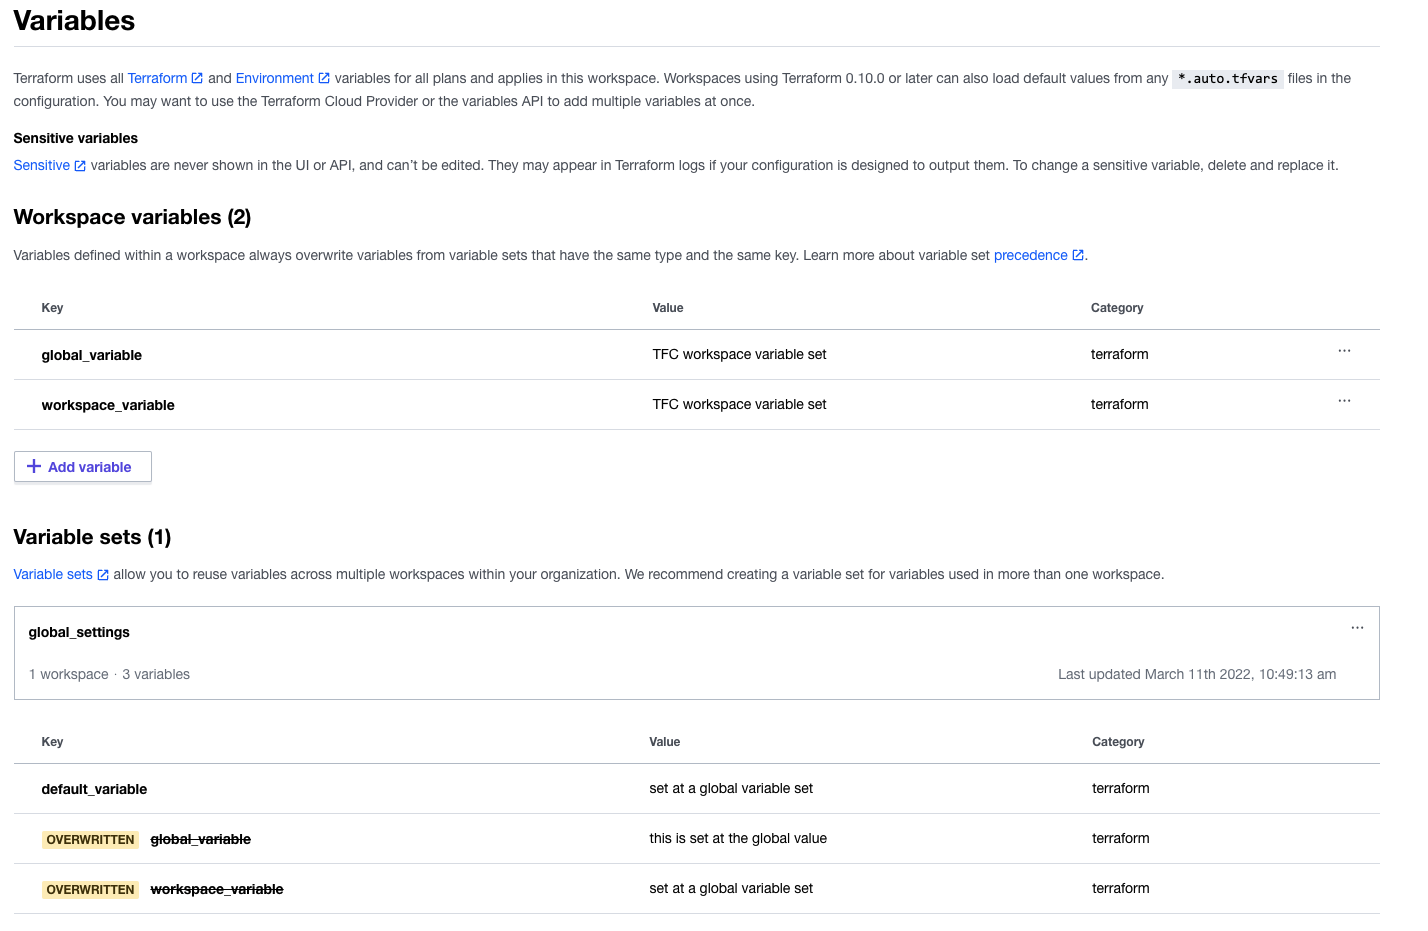 Variables
Terraform uses all Terraform and Environment variables for all plans and applies in this workspace. Workspaces using Terraform 0.10.0 or later can also load default values from any *.auto.tfvars files in the
configuration. You may want to use the Terraform Cloud Provider or the variables API to add multiple variables at once.
Sensitive variables
Sensitive variables are never shown in the UI or API, and can’t be edited. They may appear in Terraform logs if your configuration is designed to output them. To change a sensitive variable, delete and replace it.
Workspace variables (2)
Variables defined within a workspace always overwrite variables from variable sets that have the same type and the same key. Learn more about variable set precedence.
Key Value Category
global_variable TFC workspace variable set terraform ...
workspace_variable TFC workspace variable set terraform ...
+ Add variable
Variable sets (1)
Variable sets allow you to reuse variables across multiple workspaces within your organization. We recommend creating a variable set for variables used in more than one workspace.
global_settings ...
1 workspace · 3 variables Last updated March 11th 2022, 10:49:13 am
Key Value Category
default_variable set at a global variable set terraform
OVERWRITTEN global_variable this is set at the global value terraform
OVERWRITTEN workspace_variable set at a global variable set terraform